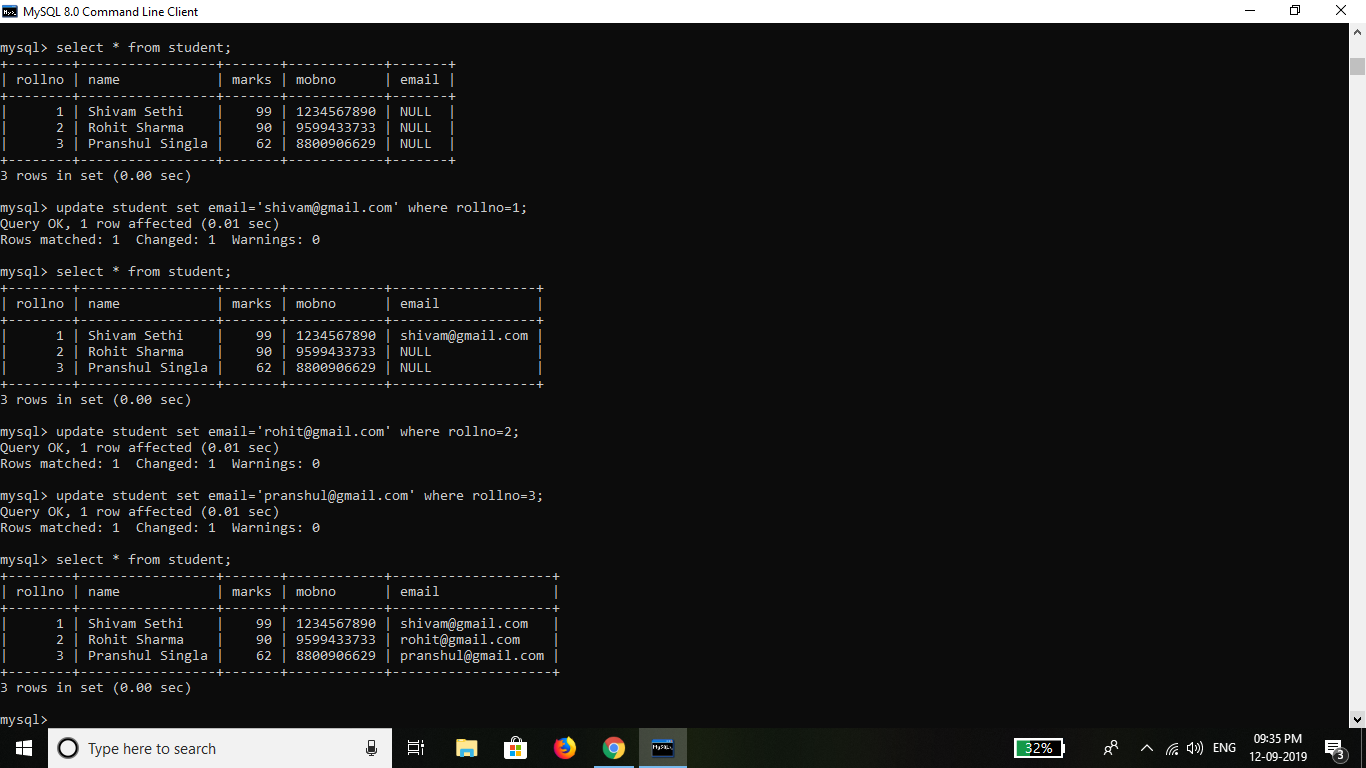 MySQL 8.0 Command Line Client
mysql> select * from student;
+--------+-----------------+-------+------------+-------+
| rollno | name            | marks | mobno      | email |
+--------+-----------------+-------+------------+-------+
|      1 | Shivam Sethi    |    99 | 1234567890 | NULL  |
|      2 | Rohit Sharma    |    90 | 9599433733 | NULL  |
|      3 | Pranshul Singla |    62 | 8800906629 | NULL  |
+--------+-----------------+-------+------------+-------+
3 rows in set (0.00 sec)
mysql> update student set email='shivam@gmail.com' where rollno=1;
Query OK, 1 row affected (0.01 sec)
Rows matched: 1  Changed: 1  Warnings: 0
mysql> select * from student;
+--------+-----------------+-------+------------+------------------+
| rollno | name            | marks | mobno      | email            |
+--------+-----------------+-------+------------+------------------+
|      1 | Shivam Sethi    |    99 | 1234567890 | shivam@gmail.com |
|      2 | Rohit Sharma    |    90 | 9599433733 | NULL             |
|      3 | Pranshul Singla |    62 | 8800906629 | NULL             |
+--------+-----------------+-------+------------+------------------+
3 rows in set (0.00 sec)
mysql> update student set email='rohit@gmail.com' where rollno=2;
Query OK, 1 row affected (0.01 sec)
Rows matched: 1  Changed: 1  Warnings: 0
mysql> update student set email='pranshul@gmail.com' where rollno=3;
Query OK, 1 row affected (0.01 sec)
Rows matched: 1  Changed: 1  Warnings: 0
mysql> select * from student;
+--------+-----------------+-------+------------+--------------------+
| rollno | name            | marks | mobno      | email              |
+--------+-----------------+-------+------------+--------------------+
|      1 | Shivam Sethi    |    99 | 1234567890 | shivam@gmail.com   |
|      2 | Rohit Sharma    |    90 | 9599433733 | rohit@gmail.com    |
|      3 | Pranshul Singla |    62 | 8800906629 | pranshul@gmail.com |
+--------+-----------------+-------+------------+--------------------+
3 rows in set (0.00 sec)
mysql>
Type here to search
MySQL
32%
ENG
09:35 PM
12-09-2019
3